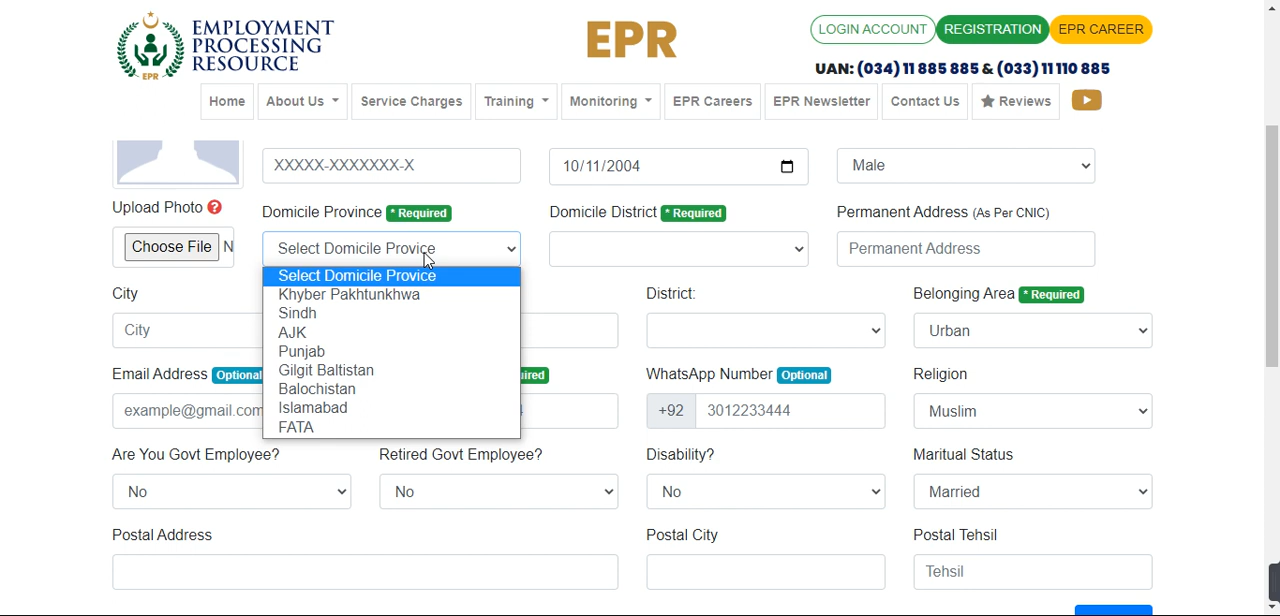 EMPLOYMENT
PROCESSING
RESOURCE
EPR
EPR
LOGIN ACCOUNT
REGISTRATION
EPR CAREER
UAN: (034) 11 885 885 & (033) 11 110 885
Home
About Us
Service Charges
Training
Monitoring
EPR Careers
EPR Newsletter
Contact Us
Reviews
XXXXX-XXXXXXX-X
10/11/2004
Male
Upload Photo
Domicile Province * Required
Domicile District * Required
Permanent Address (As Per CNIC)
Choose File N
Select Domicile Provice
Permanent Address
Select Domicile Provice
Khyber Pakhtunkhwa
Sindh
AJK
Punjab
Gilgit Baltistan
Balochistan
Islamabad
FATA
City
District:
Belonging Area * Required
City
Urban
Email Address Optional
WhatsApp Number Optional
Religion
example@gmail.com
+92 3012233444
Muslim
Are You Govt Employee?
Retired Govt Employee?
Disability?
Maritual Status
No
No
No
Married
Postal Address
Postal City
Postal Tehsil
Tehsil